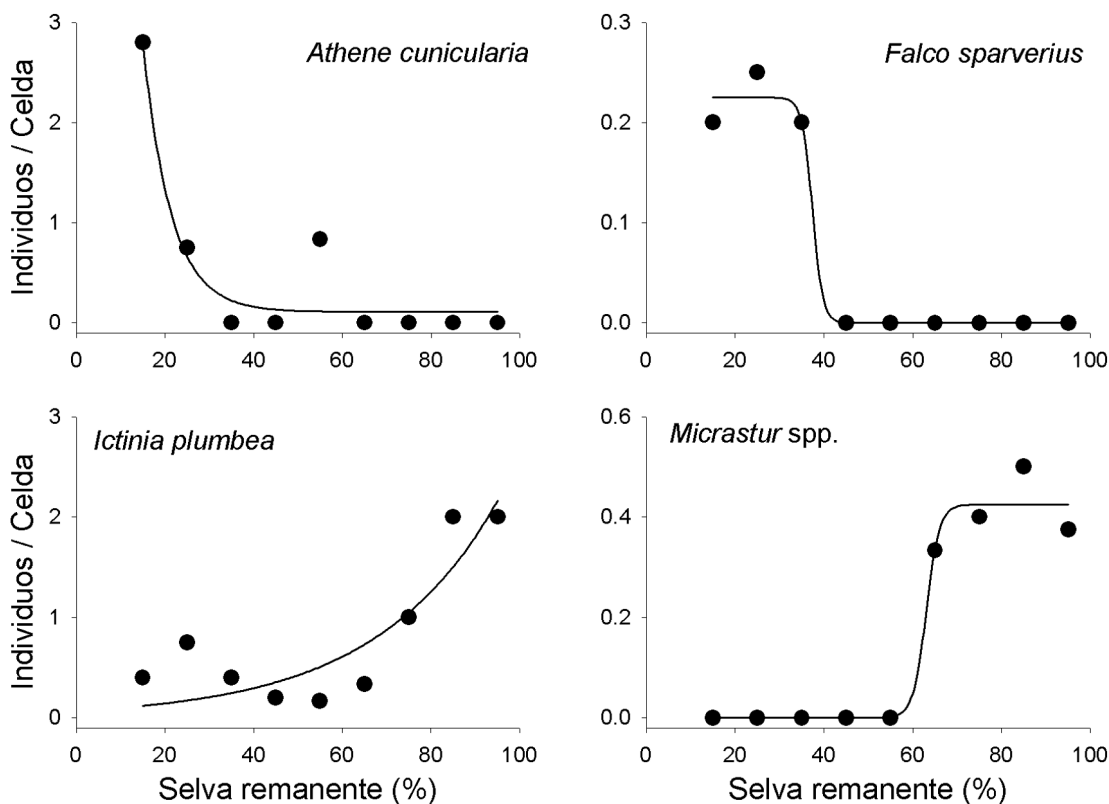 Athene cunicularia
Individuos / Celda
3
2
1
0
0 20 40 60 80 100
Falco sparverius
0.3
0.2
0.1
0.0
0 20 40 60 80 100
Ictinia plumbea
Individuos / Celda
3
2
1
0
0 20 40 60 80 100
Selva remanente (%)
Micrastur spp.
0.6
0.4
0.2
0.0
0 20 40 60 80 100
Selva remanente (%)